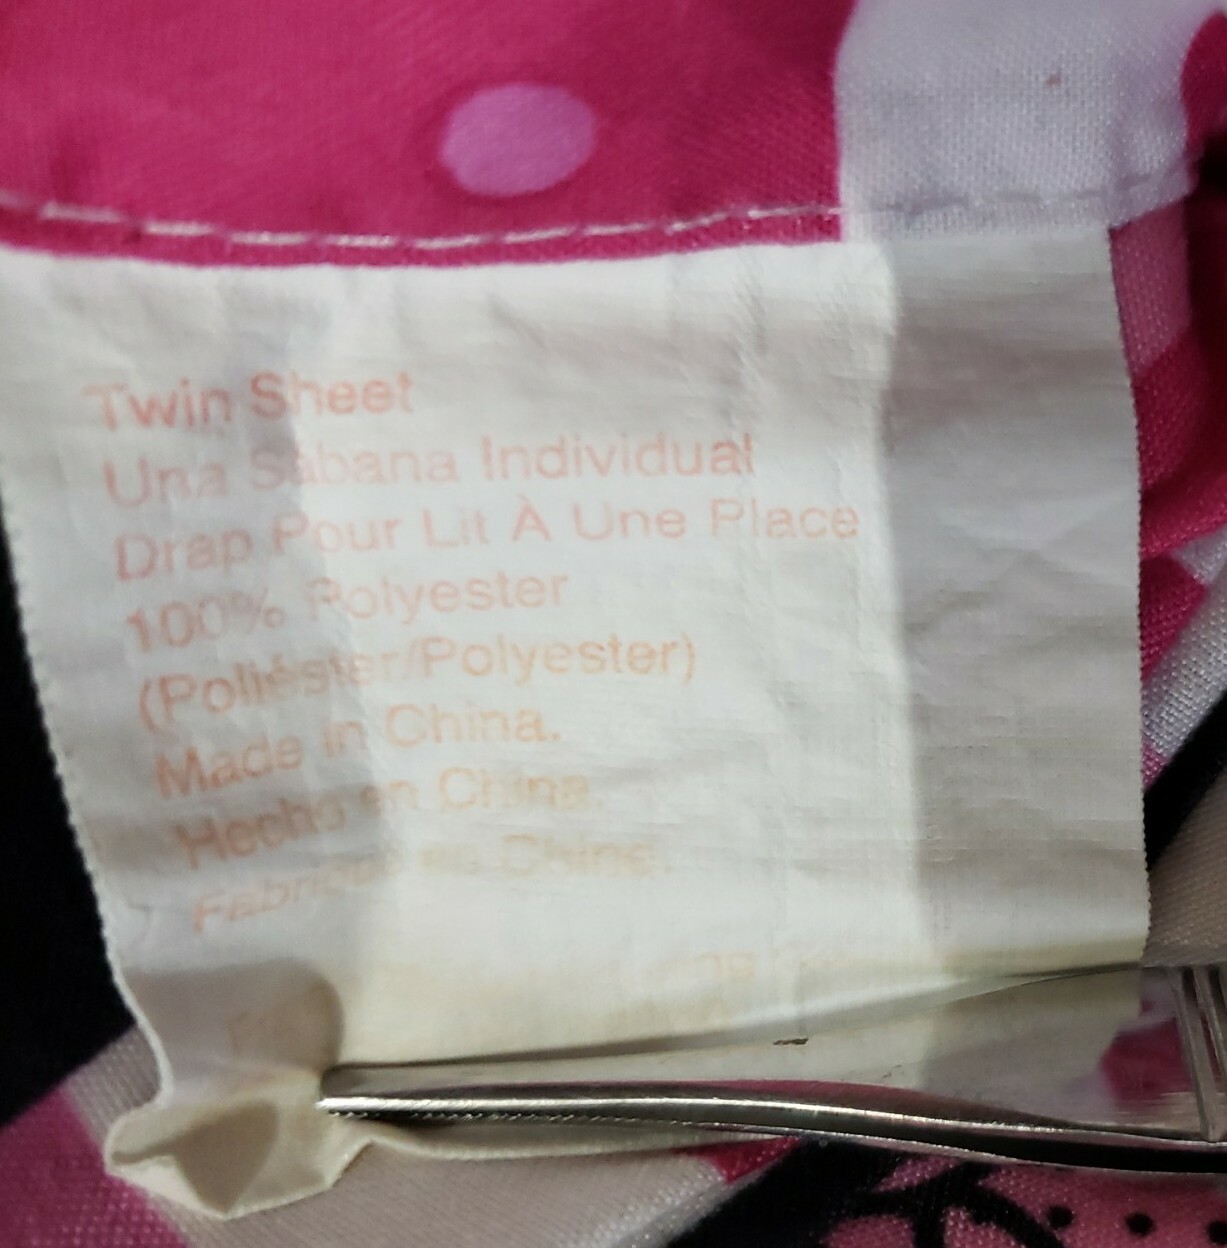 Twin Sheet
Una Sabana Individual
Drap Pour Lit À Une Place
100% Polyester
(Poliéster/Polyester)
Made in China.
Hecho en China.
Chine.